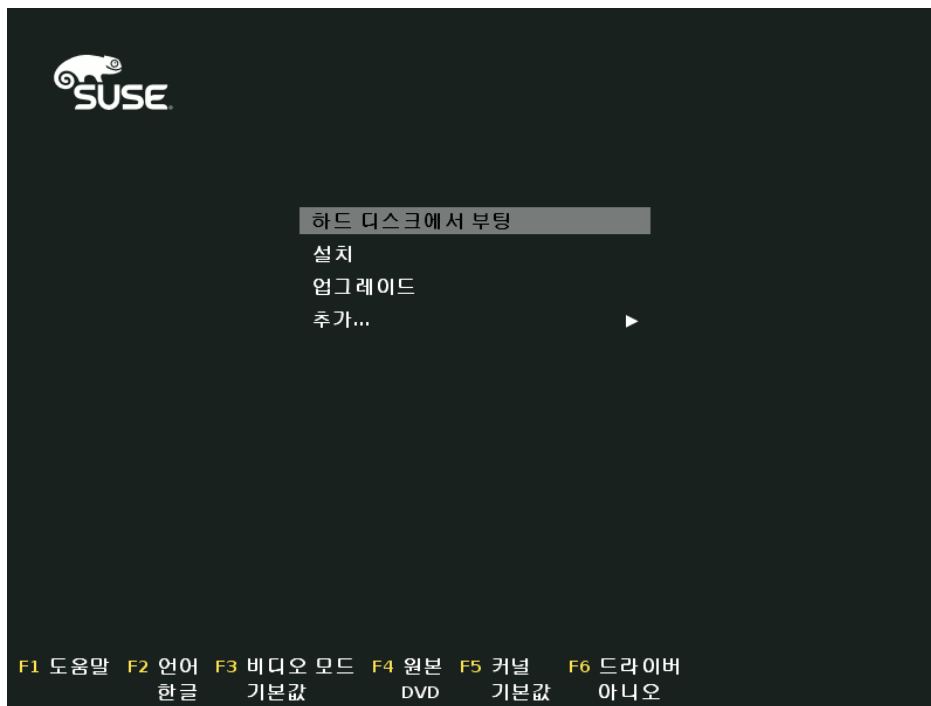 SUSE.
하드 디스크에서 부팅
설치
업그레이드
추가...
F1 도움말 F2 언어 F3 비디오 모드 F4 원본 F5 커널 F6 드라이버
한글 기본값 DVD 기본값 아니오